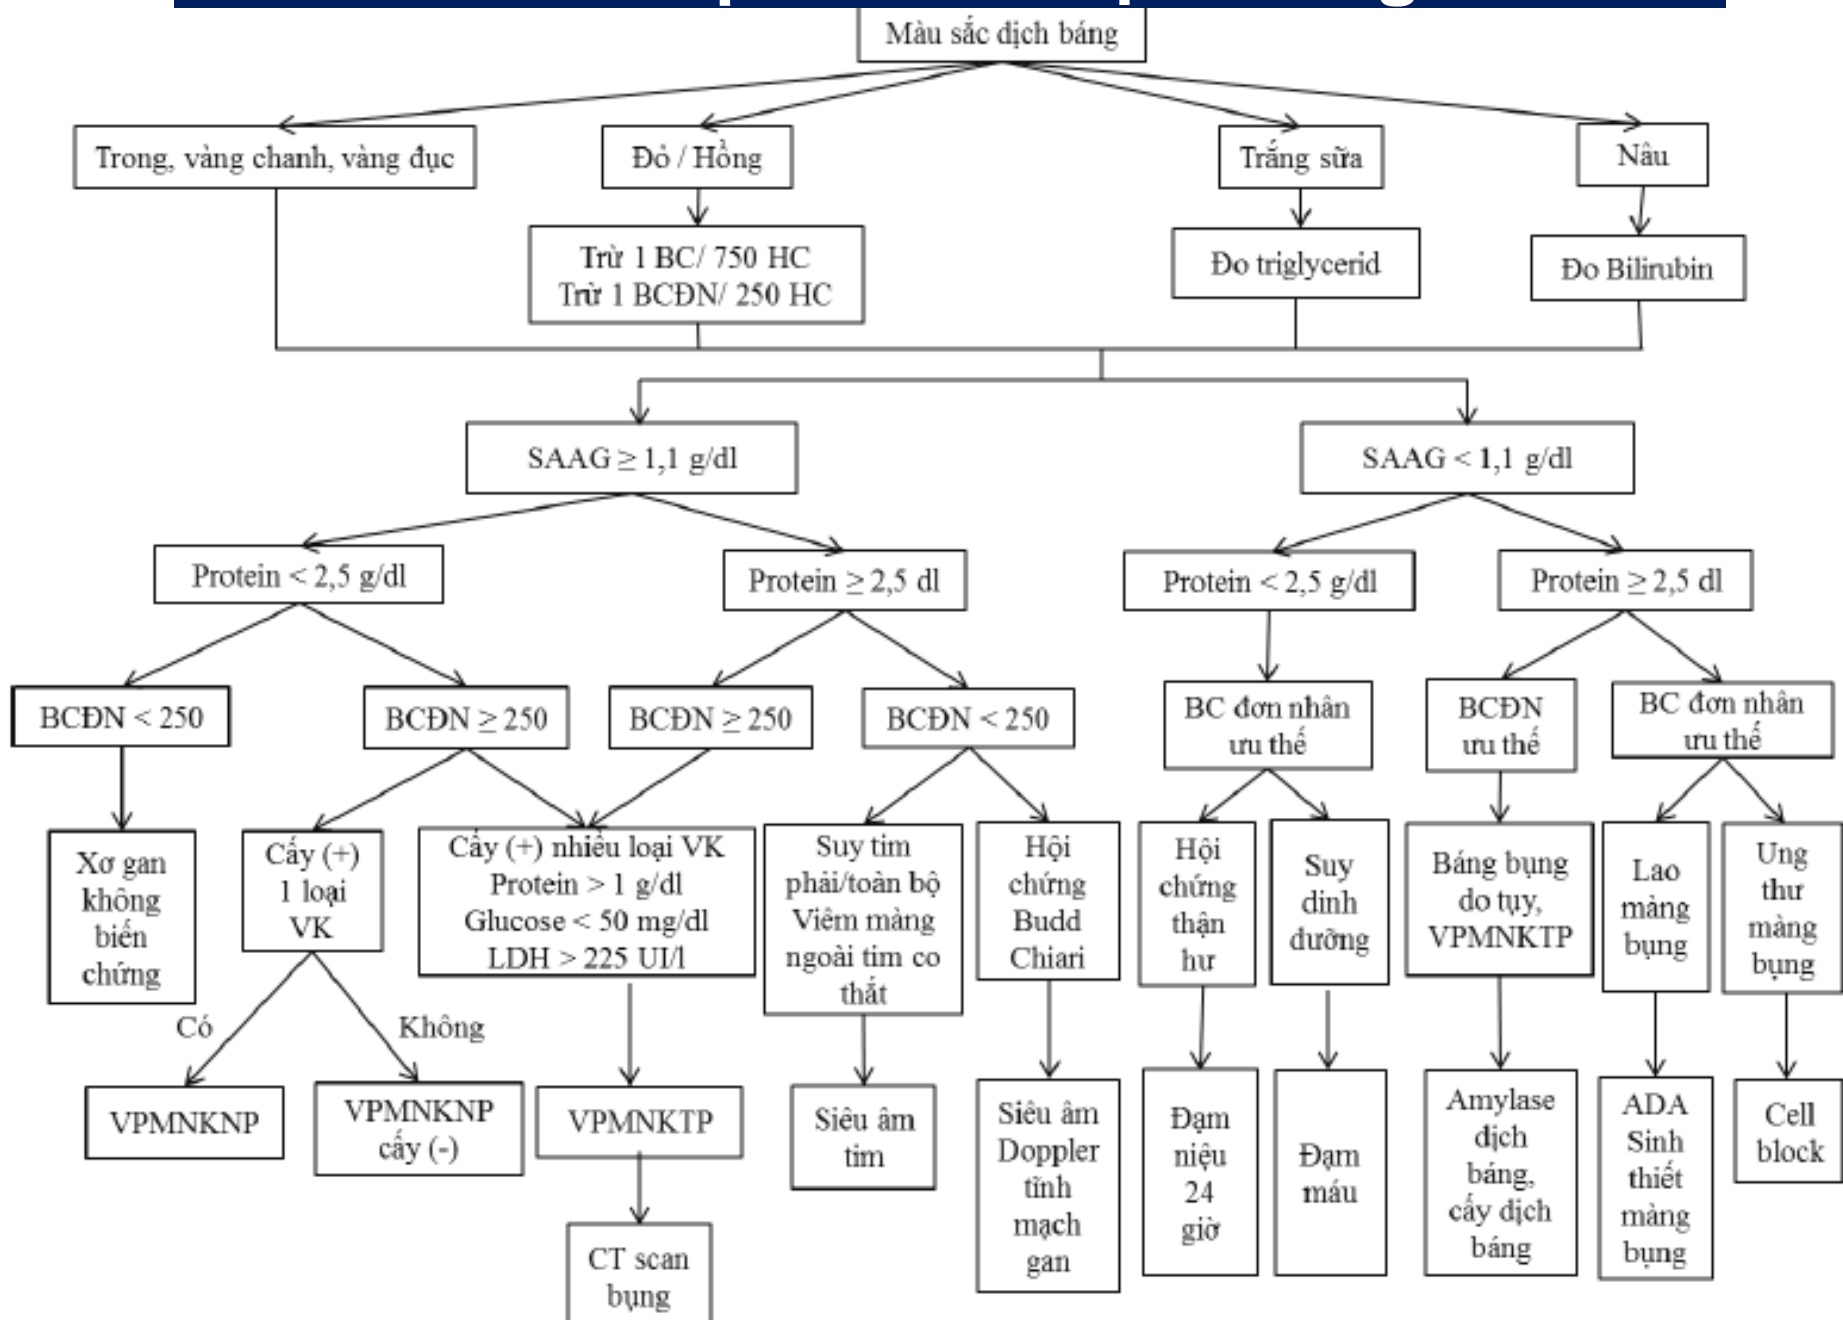 Màu sắc dịch báng
Trong, vàng chanh, vàng đục
Đỏ / Hồng
Trắng sữa
Nâu
Trừ 1 BC/ 750 HC
Trừ 1 BCĐN/ 250 HC
Đo triglycerid
Đo Bilirubin
SAAG ≥ 1,1 g/dl
SAAG < 1,1 g/dl
Protein < 2,5 g/dl
Protein ≥ 2,5 dl
Protein < 2,5 g/dl
Protein ≥ 2,5 dl
BCĐN < 250
BCĐN ≥ 250
BCĐN ≥ 250
BCĐN < 250
BC đơn nhân
ưu thế
BCĐN
ưu thế
BC đơn nhân
ưu thế
Xơ gan
không
biến
chứng
Cấy (+)
1 loại
VK
Cấy (+) nhiều loại VK
Protein > 1 g/dl
Glucose < 50 mg/dl
LDH > 225 UI/l
Suy tim
phải/toàn bộ
Viêm màng
ngoài tim co
thắt
Hội
chứng
Budd
Chiari
Hội
chứng
thận
hư
Suy
dinh
dưỡng
Báng bụng
do tụy,
VPMNKTP
Lao
màng
bụng
Ung
thư
màng
bụng
Có
Không
VPMNKNP
VPMNKNP
cấy (-)
VPMNKTP
Siêu âm
tim
Siêu âm
Doppler
tĩnh
mạch
gan
Đạm
niệu
24
giờ
Đạm
máu
Amylase
dịch
báng,
cấy dịch
báng
ADA
Sinh
thiết
màng
bụng
Cell
block
CT scan
bụng